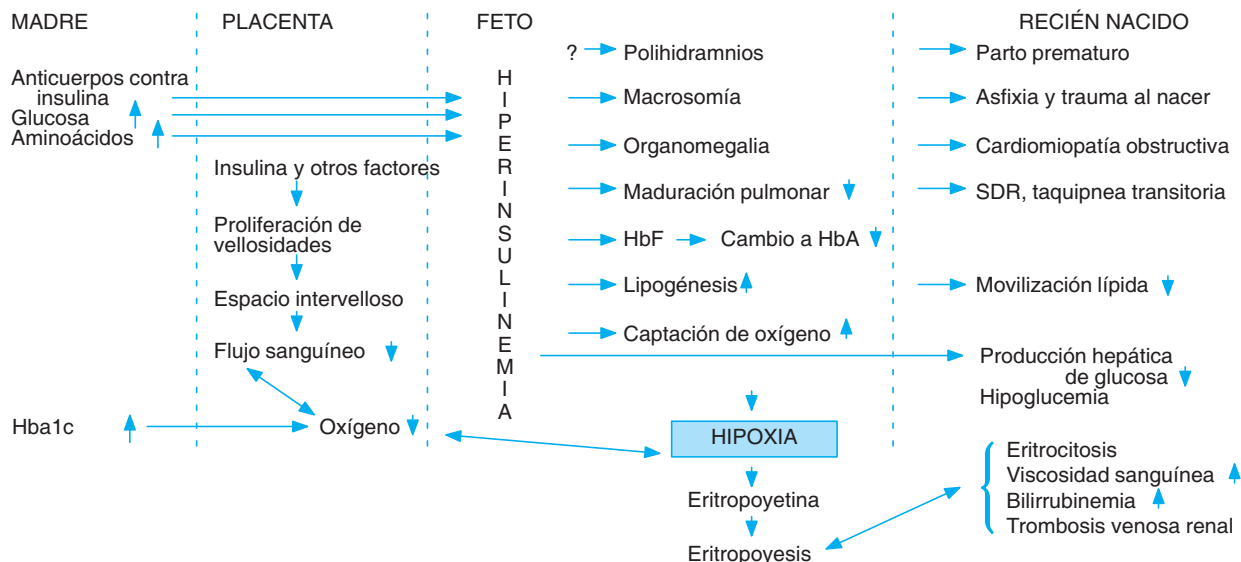 MADRE
PLACENTA
FETO
RECIÉN NACIDO
Anticuerpos contra
insulina
Glucosa
Aminoácidos
Insulina y otros factores
Proliferación de
vellosidades
Espacio intervelloso
Flujo sanguíneo
Hba1c
Oxígeno
HIPERINSULINEMIA
? Polihidramnios
Macrosomía
Organomegalia
Maduración pulmonar
HbF Cambio a HbA
Lipogénesis
Captación de oxígeno
HIPOXIA
Eritropoyetina
Eritropoyesis
Parto prematuro
Asfixia y trauma al nacer
Cardiomiopatía obstructiva
SDR, taquipnea transitoria
Movilización lípida
Producción hepática
de glucosa
Hipoglucemia
Eritrocitosis
Viscosidad sanguínea
Bilirrubinemia
Trombosis venosa renal